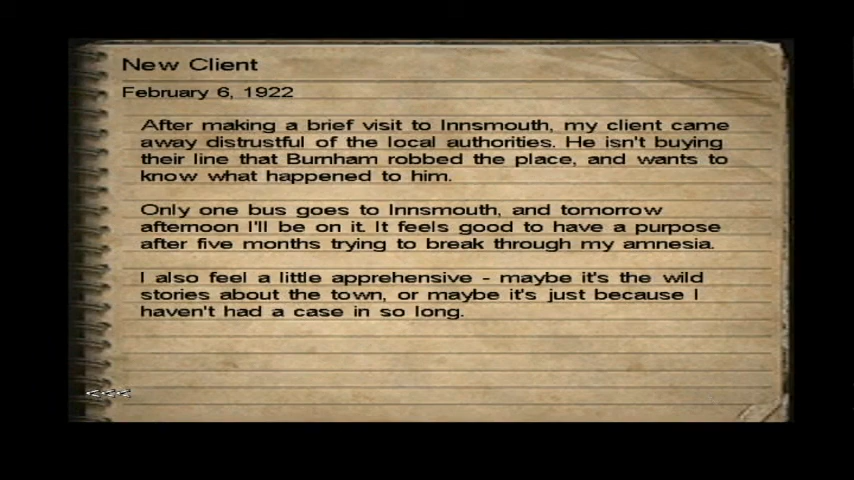 New Client
February 6, 1922
After making a brief visit to Innsmouth, my client came
away distrustful of the local authorities. He isn't buying
their line that Burnham robbed the place, and wants to
know what happened to him.
Only one bus goes to Innsmouth, and tomorrow
afternoon I'll be on it. It feels good to have a purpose
after five months trying to break through my amnesia.
I also feel a little apprehensive - maybe it's the wild
stories about the town, or maybe it's just because I
haven't had a case in so long.
<<<